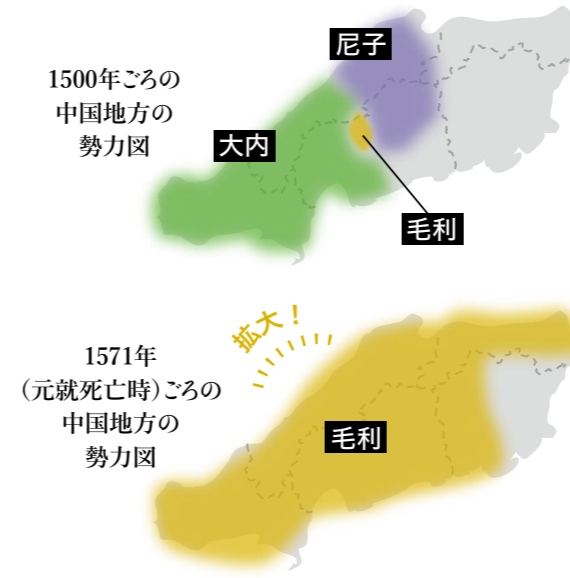 1500年ごろの
中国地方の
勢力図
尼子
大内
毛利
拡大！
1571年
（元就死亡時）ごろの
中国地方の
勢力図
毛利